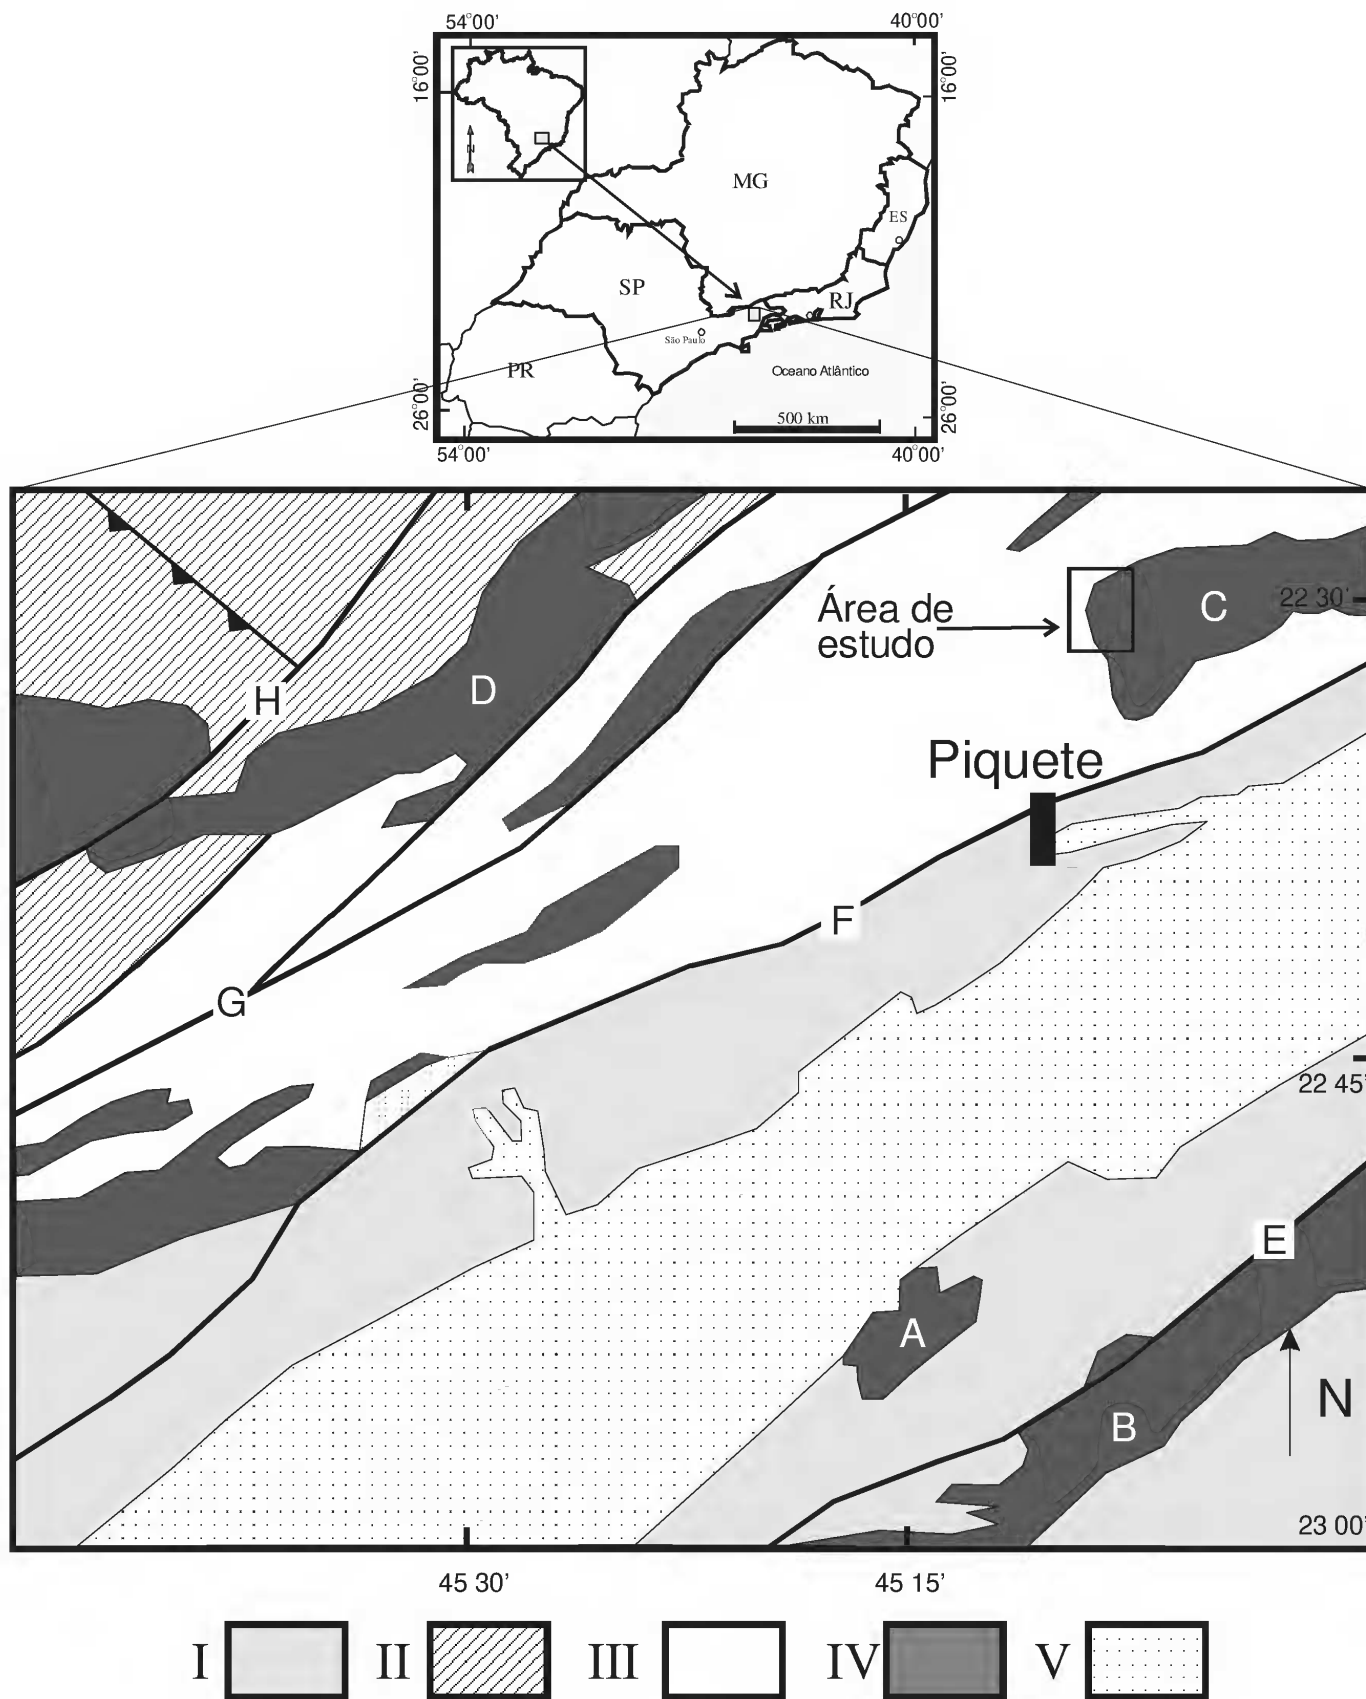 54°00'
40°00'
16°00'
16°00'
N
MG
ES
SP
RJ
São Paulo
PR
Oceano Atlântico
26°00'
26°00'
500 km
54°00'
40°00'
Área de
estudo
C
22 30'
D
H
Piquete
F
G
22 45'
E
A
B
N
23 00'
45 30'
45 15'
I
II
III
IV
V